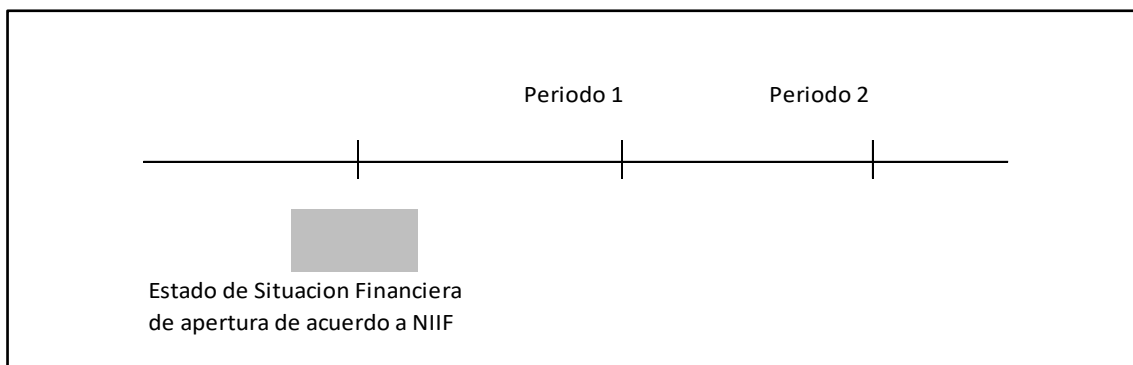 Periodo 1 Periodo 2
Estado de Situacion Financiera
de apertura de acuerdo a NIIF